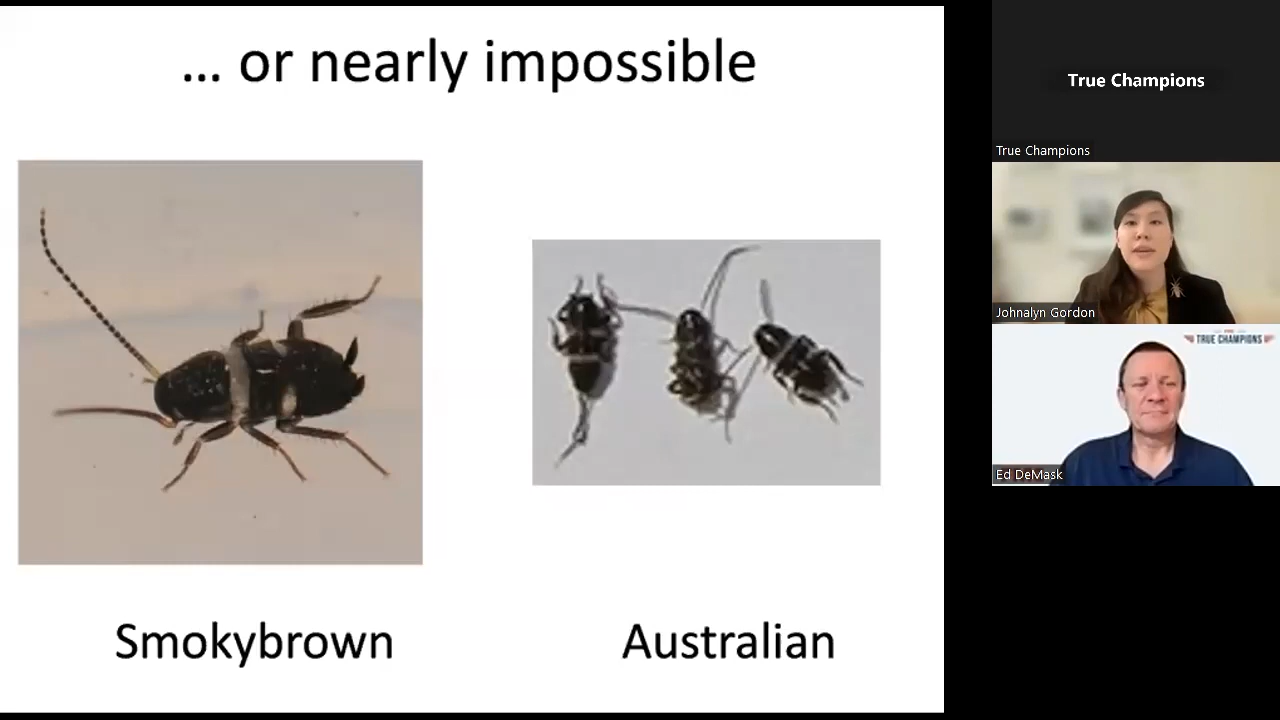 ... or nearly impossible
Smokybrown
Australian
True Champions
True Champions
Johnalyn Gordon
TRUE CHAMPIONS
Ed DeMask